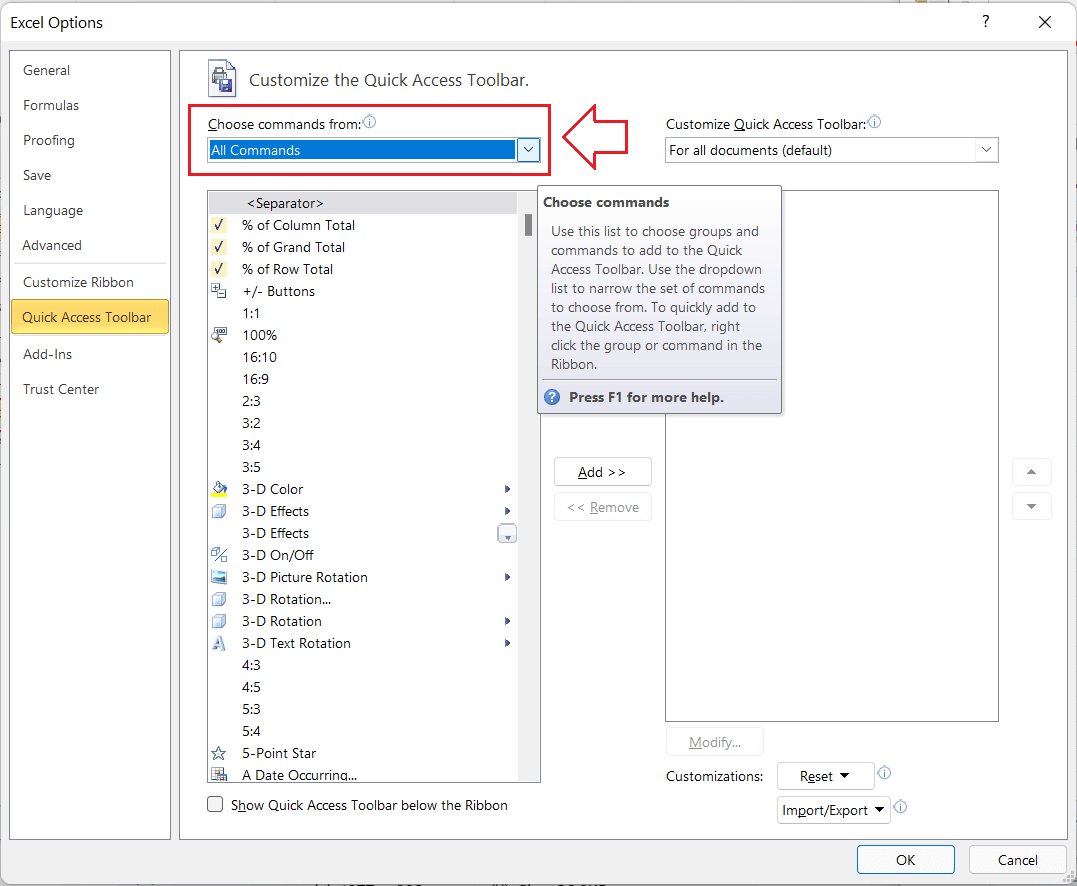 Excel Options
?
General
Formulas
Proofing
Save
Language
Advanced
Customize Ribbon
Quick Access Toolbar
Add-Ins
Trust Center
Customize the Quick Access Toolbar.
Choose commands from:
All Commands
<Separator>
% of Column Total
% of Grand Total
% of Row Total
+/- Buttons
1:1
100%
16:10
16:9
2:3
3:2
3:4
3:5
3-D Color
3-D Effects
3-D Effects
3-D On/Off
3-D Picture Rotation
3-D Rotation...
3-D Rotation
3-D Text Rotation
4:3
4:5
5:3
5:4
5-Point Star
A Date Occurring...
Show Quick Access Toolbar below the Ribbon
Choose commands
Use this list to choose groups and
commands to add to the Quick
Access Toolbar. Use the dropdown
list to narrow the set of commands
to choose from. To quickly add to
the Quick Access Toolbar, right
click the group or command in the
Ribbon.
Press F1 for more help.
Add >>
<< Remove
Customize Quick Access Toolbar:
For all documents (default)
Modify...
Customizations:
Reset
Import/Export
OK
Cancel